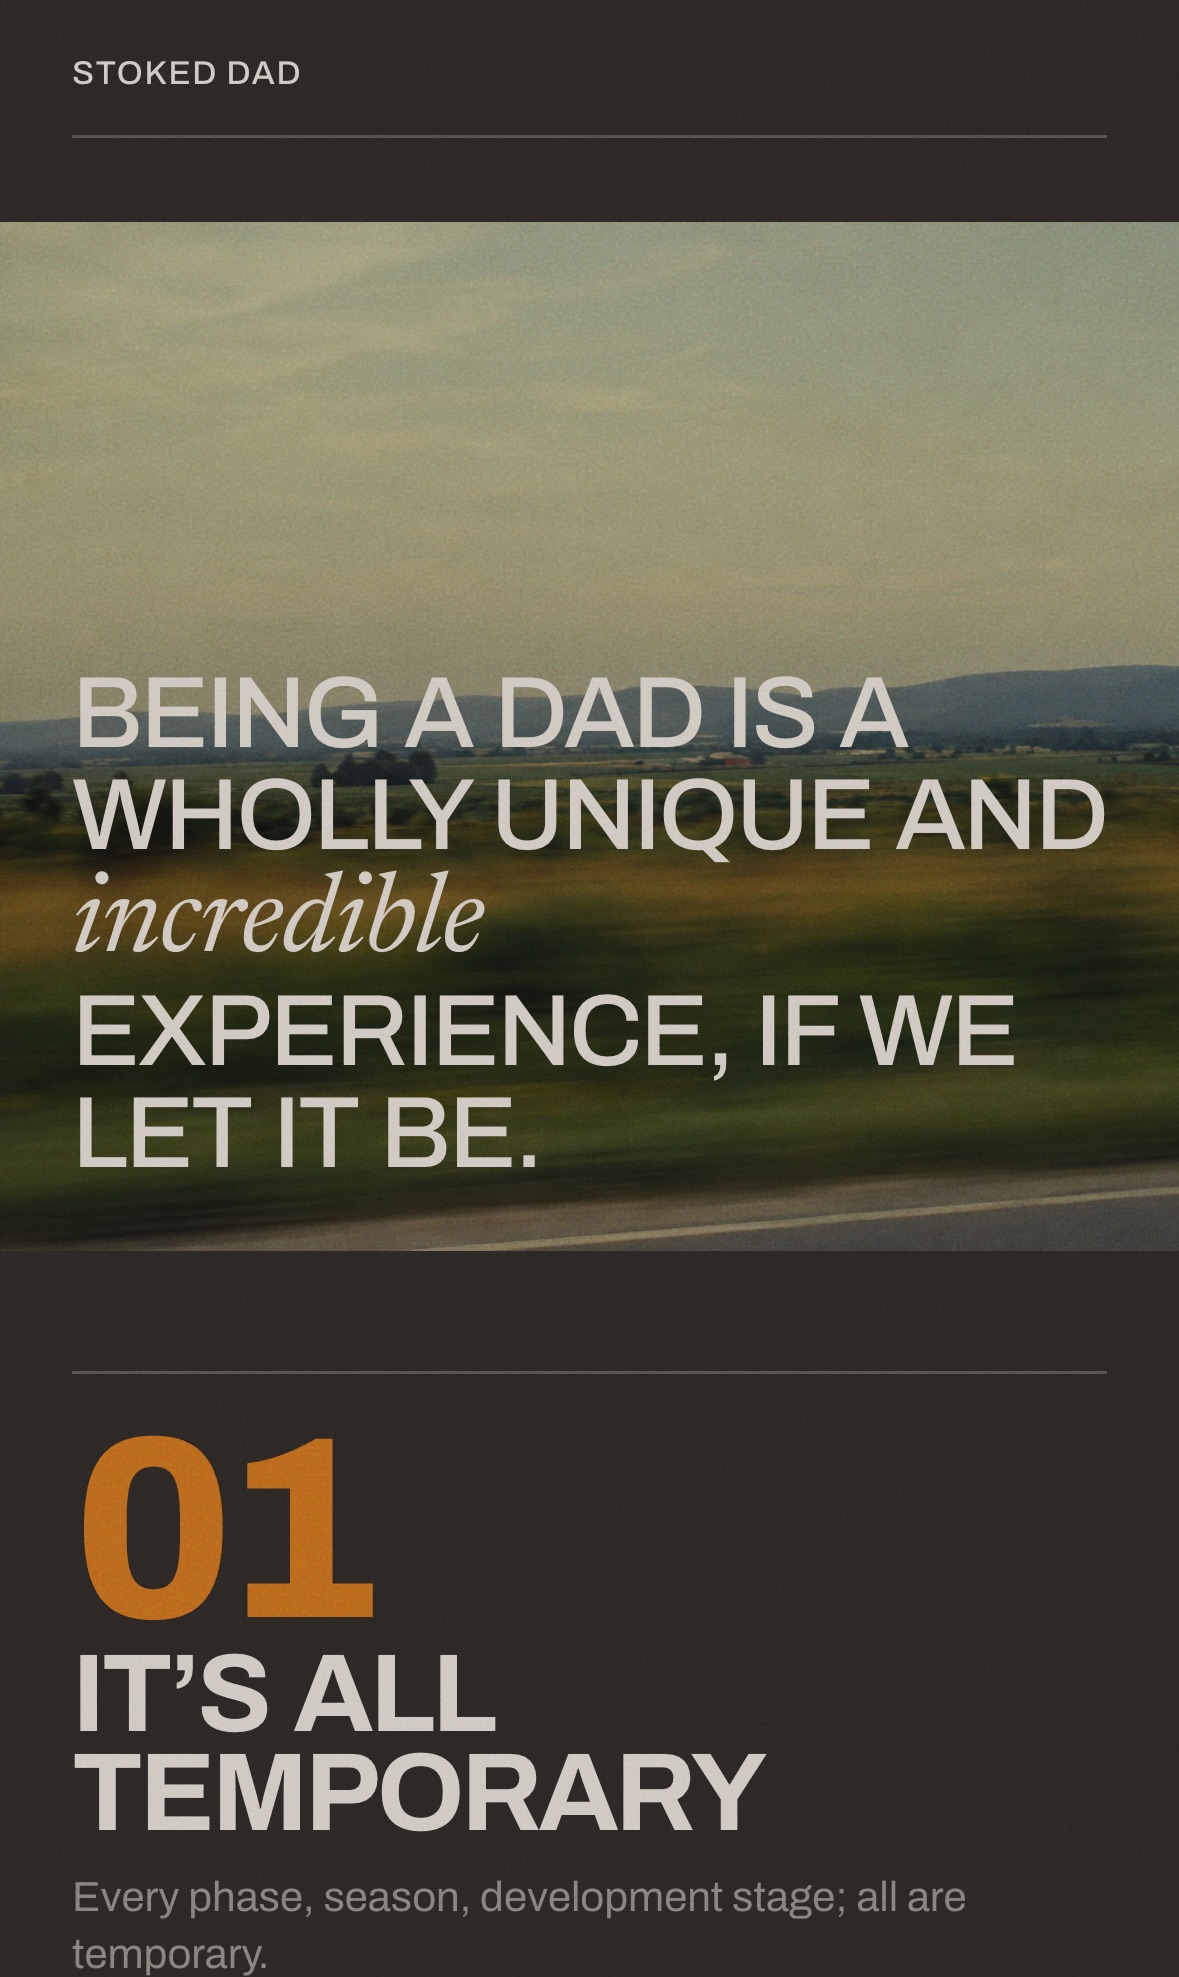 STOKED DAD
BEING A DAD IS A
WHOLLY UNIQUE AND
incredible
EXPERIENCE, IF WE
LET IT BE.
01
IT’S ALL
TEMPORARY
Every phase, season, development stage; all are
temporary.